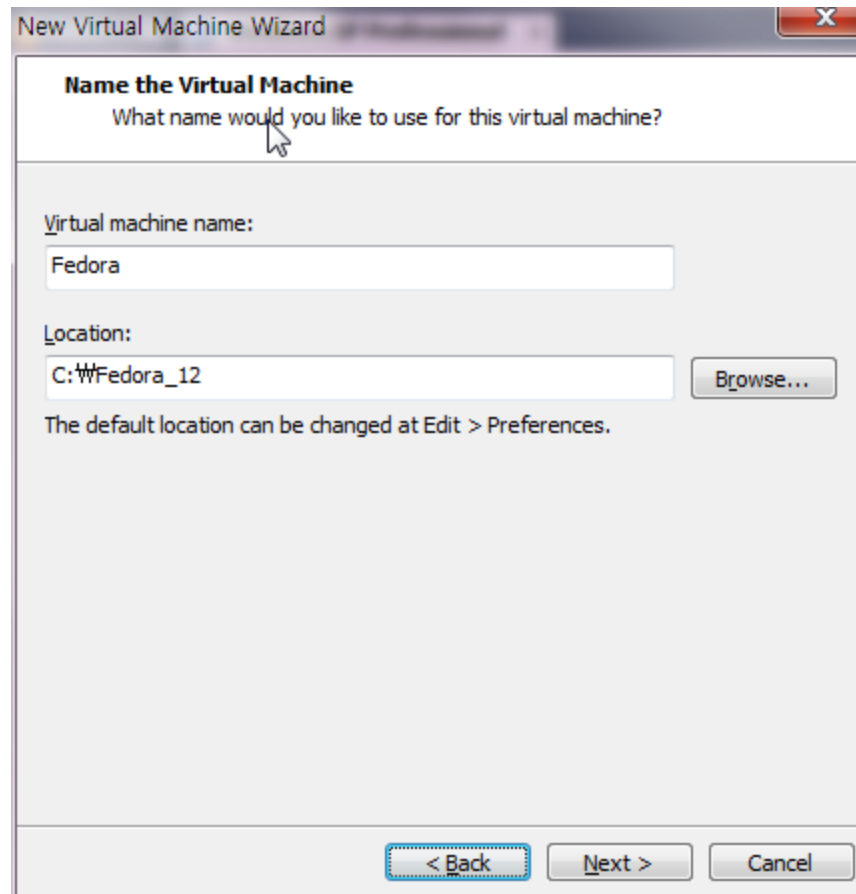 New Virtual Machine Wizard
Name the Virtual Machine
What name would you like to use for this virtual machine?
Virtual machine name:
Fedora
Location:
C:₩Fedora_12
Browse...
The default location can be changed at Edit > Preferences.
< Back
Next >
Cancel